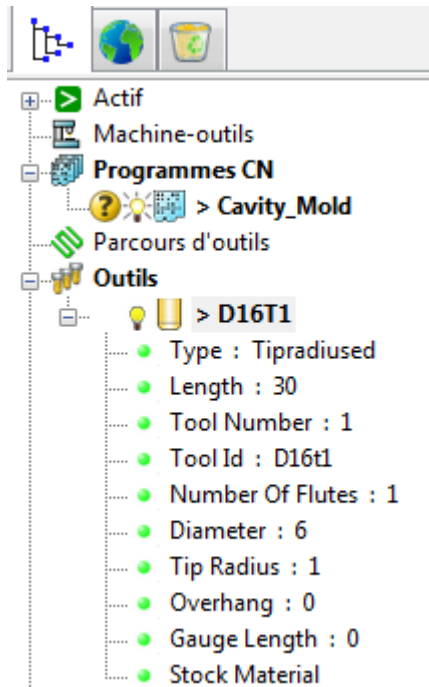 Actif
Machine-outils
Programmes CN
> Cavity_Mold
Parcours d'outils
Outils
> D16T1
Type : Tipradiused
Length : 30
Tool Number : 1
Tool Id : D16t1
Number Of Flutes : 1
Diameter : 6
Tip Radius : 1
Overhang : 0
Gauge Length : 0
Stock Material